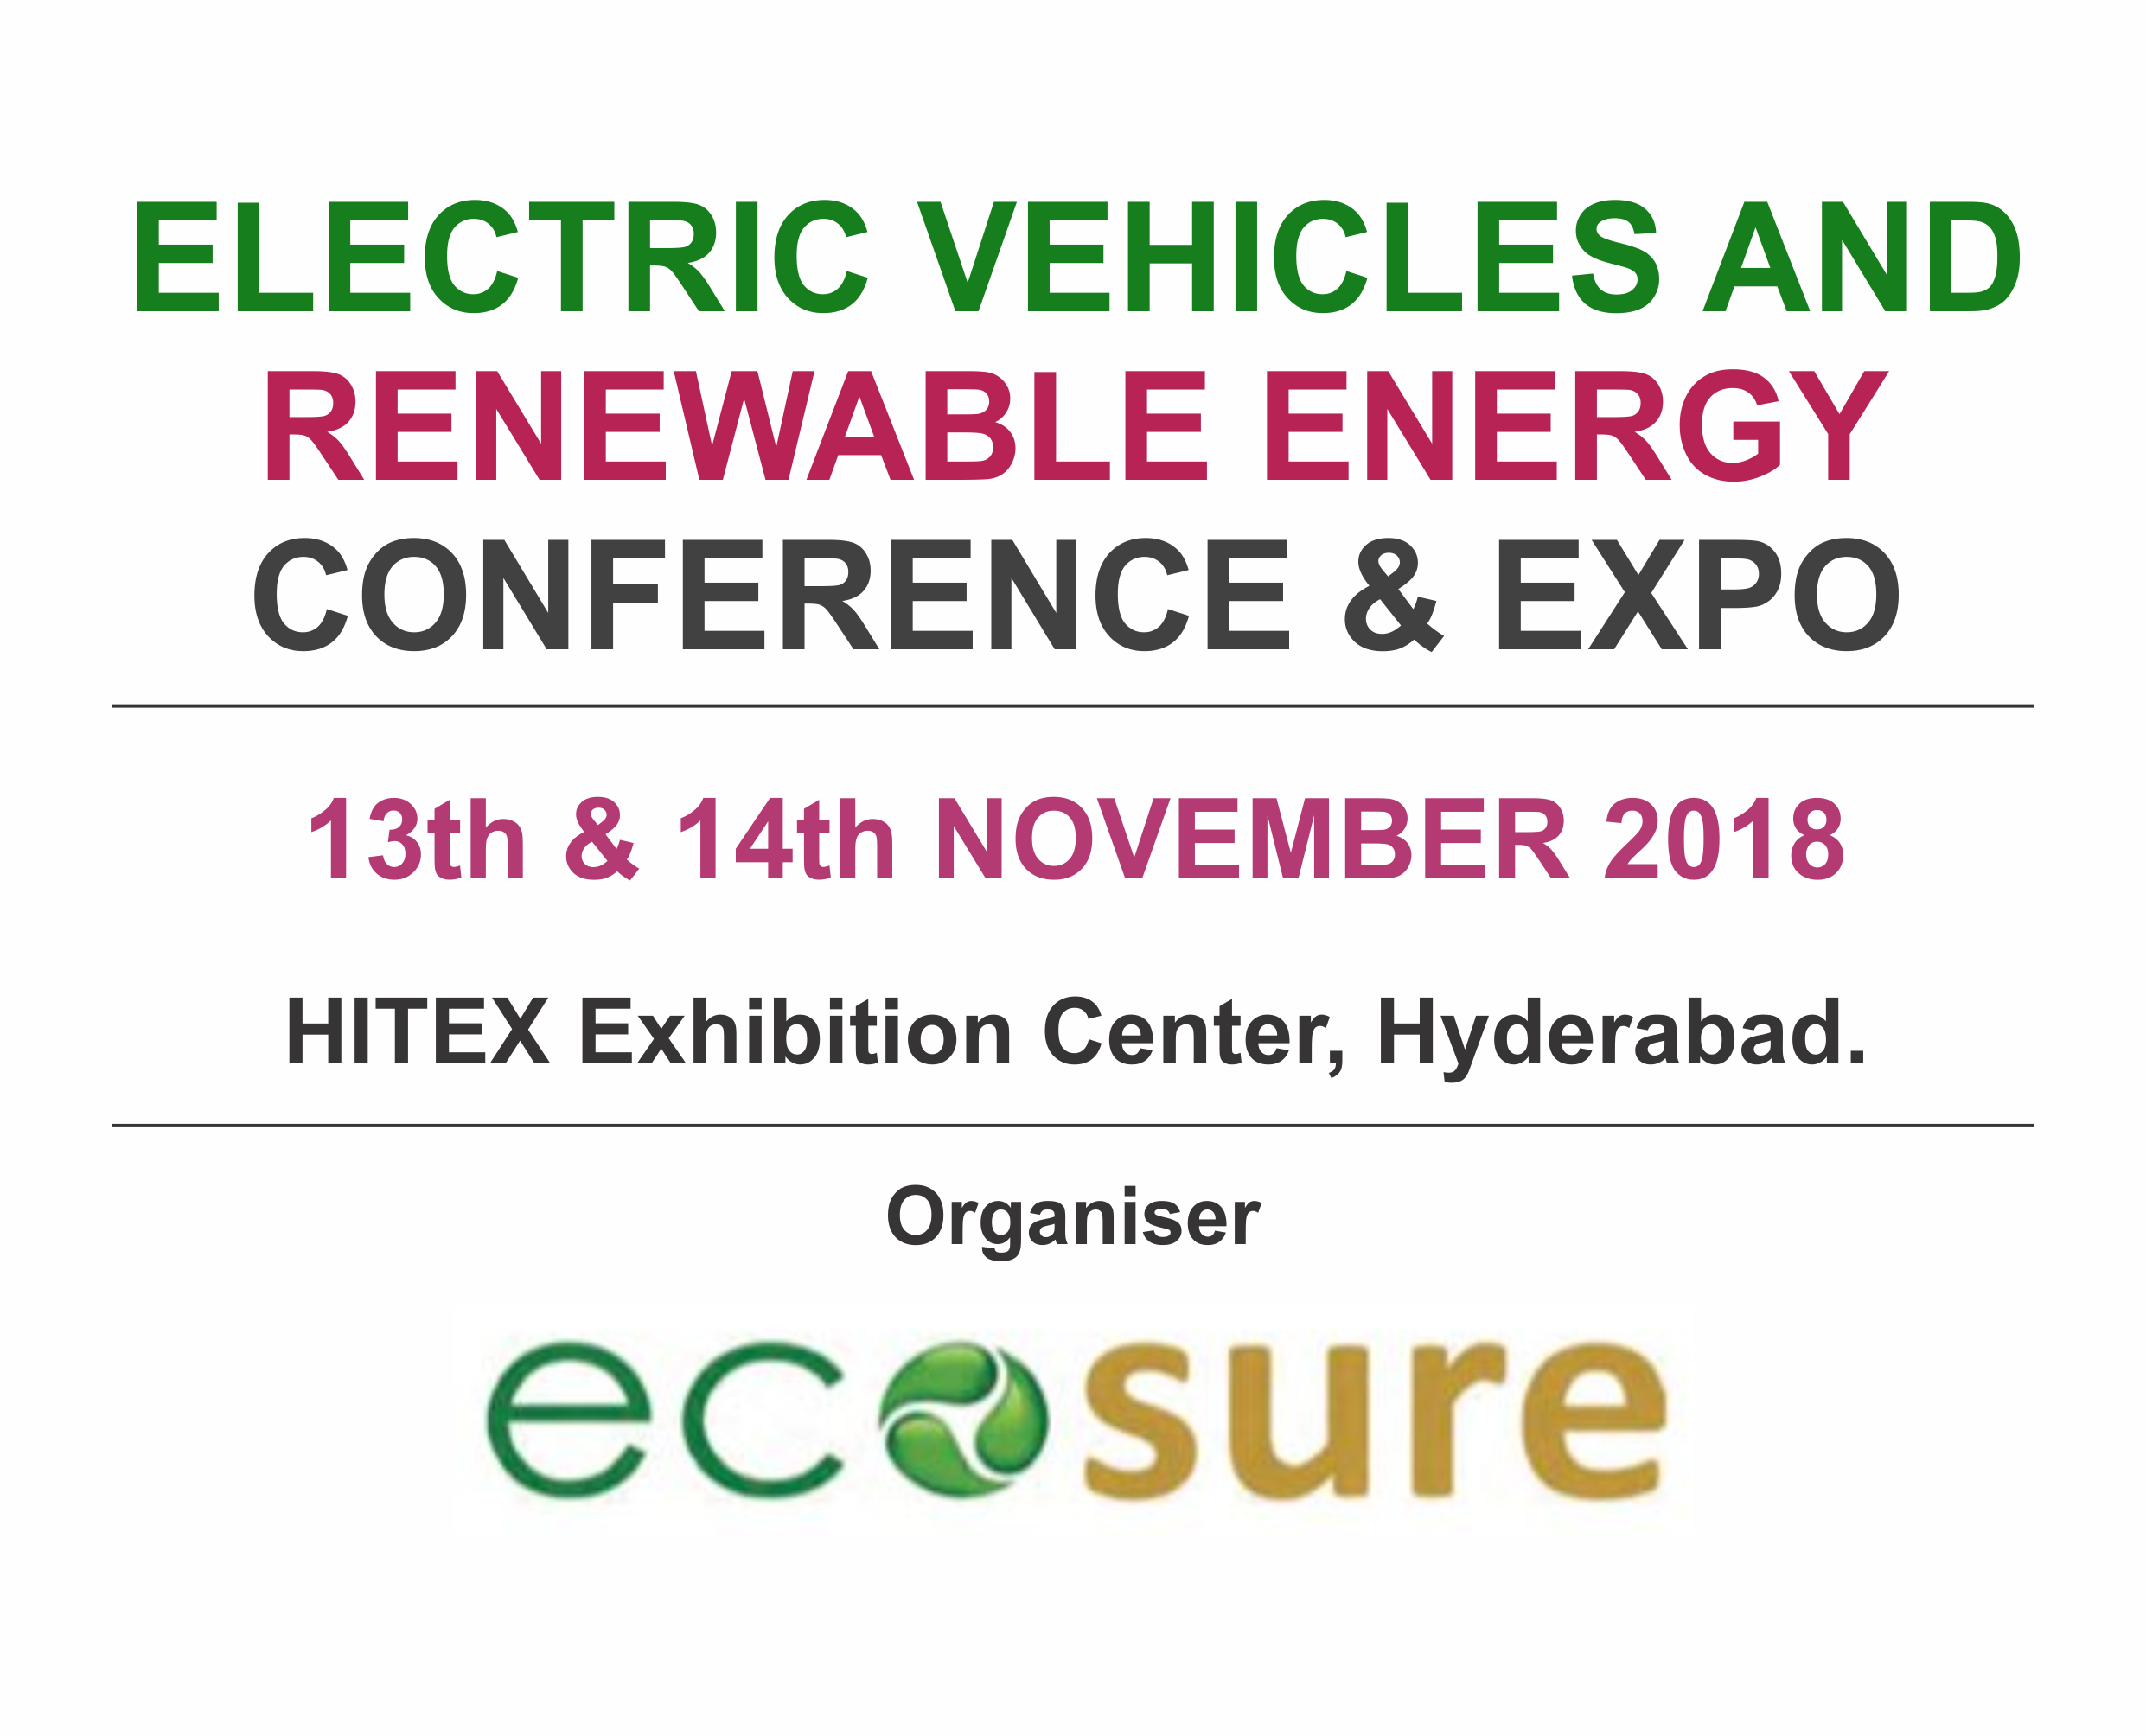 ELECTRIC VEHICLES AND
RENEWABLE ENERGY
CONFERENCE & EXPO
13th & 14th NOVEMBER 2018
HITEX Exhibition Center, Hyderabad.
Organiser
ecosure